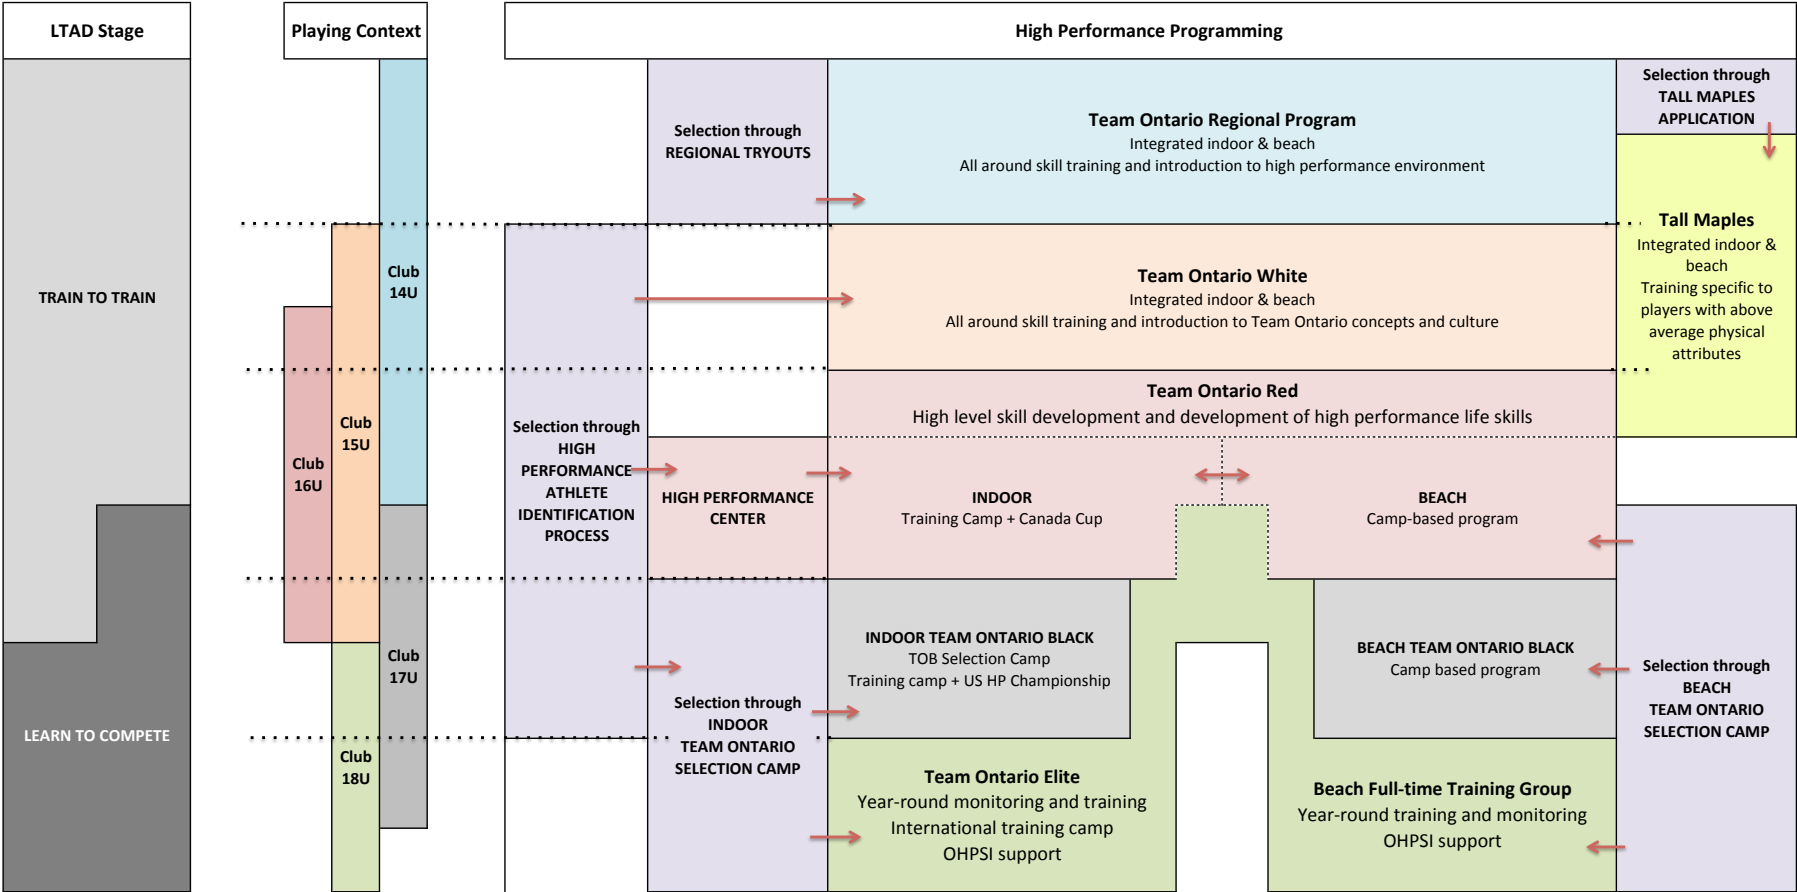 LTAD Stage
Playing Context
High Performance Programming
TRAIN TO TRAIN
LEARN TO COMPETE
Club
14U
Club
15U
Club
16U
Club
17U
Club
18U
Selection through
REGIONAL TRYOUTS
Team Ontario Regional Program
Integrated indoor & beach
All around skill training and introduction to high performance environment
Selection through
TALL MAPLES
APPLICATION
Tall Maples
Integrated indoor &
beach
Training specific to
players with above
average physical
attributes
Team Ontario White
Integrated indoor & beach
All around skill training and introduction to Team Ontario concepts and culture
Selection through
HIGH
PERFORMANCE
ATHLETE
IDENTIFICATION
PROCESS
Team Ontario Red
High level skill development and development of high performance life skills
HIGH PERFORMANCE
CENTER
INDOOR
Training Camp + Canada Cup
BEACH
Camp-based program
Selection through
INDOOR
TEAM ONTARIO
SELECTION CAMP
INDOOR TEAM ONTARIO BLACK
TOB Selection Camp
Training camp + US HP Championship
BEACH TEAM ONTARIO BLACK
Camp based program
Selection through
BEACH
TEAM ONTARIO
SELECTION CAMP
Team Ontario Elite
Year-round monitoring and training
International training camp
OHPSI support
Beach Full-time Training Group
Year-round training and monitoring
OHPSI support